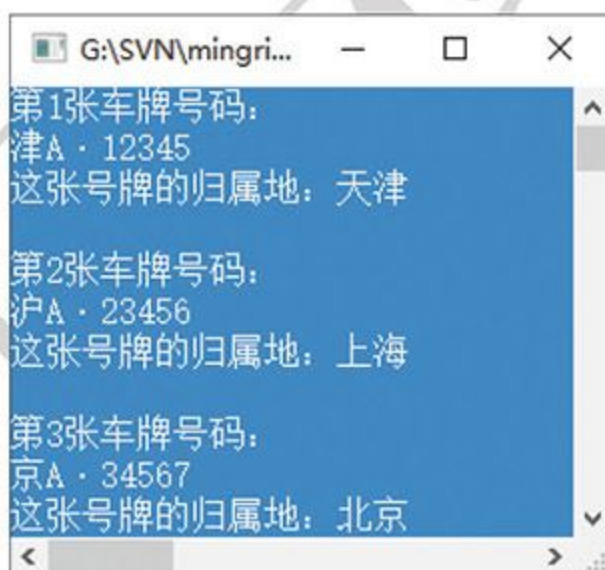 G:\SVN\mingri...
第1张车牌号码：
津A·12345
这张号牌的归属地：天津
第2张车牌号码：
沪A·23456
这张号牌的归属地：上海
第3张车牌号码：
京A·34567
这张号牌的归属地：北京